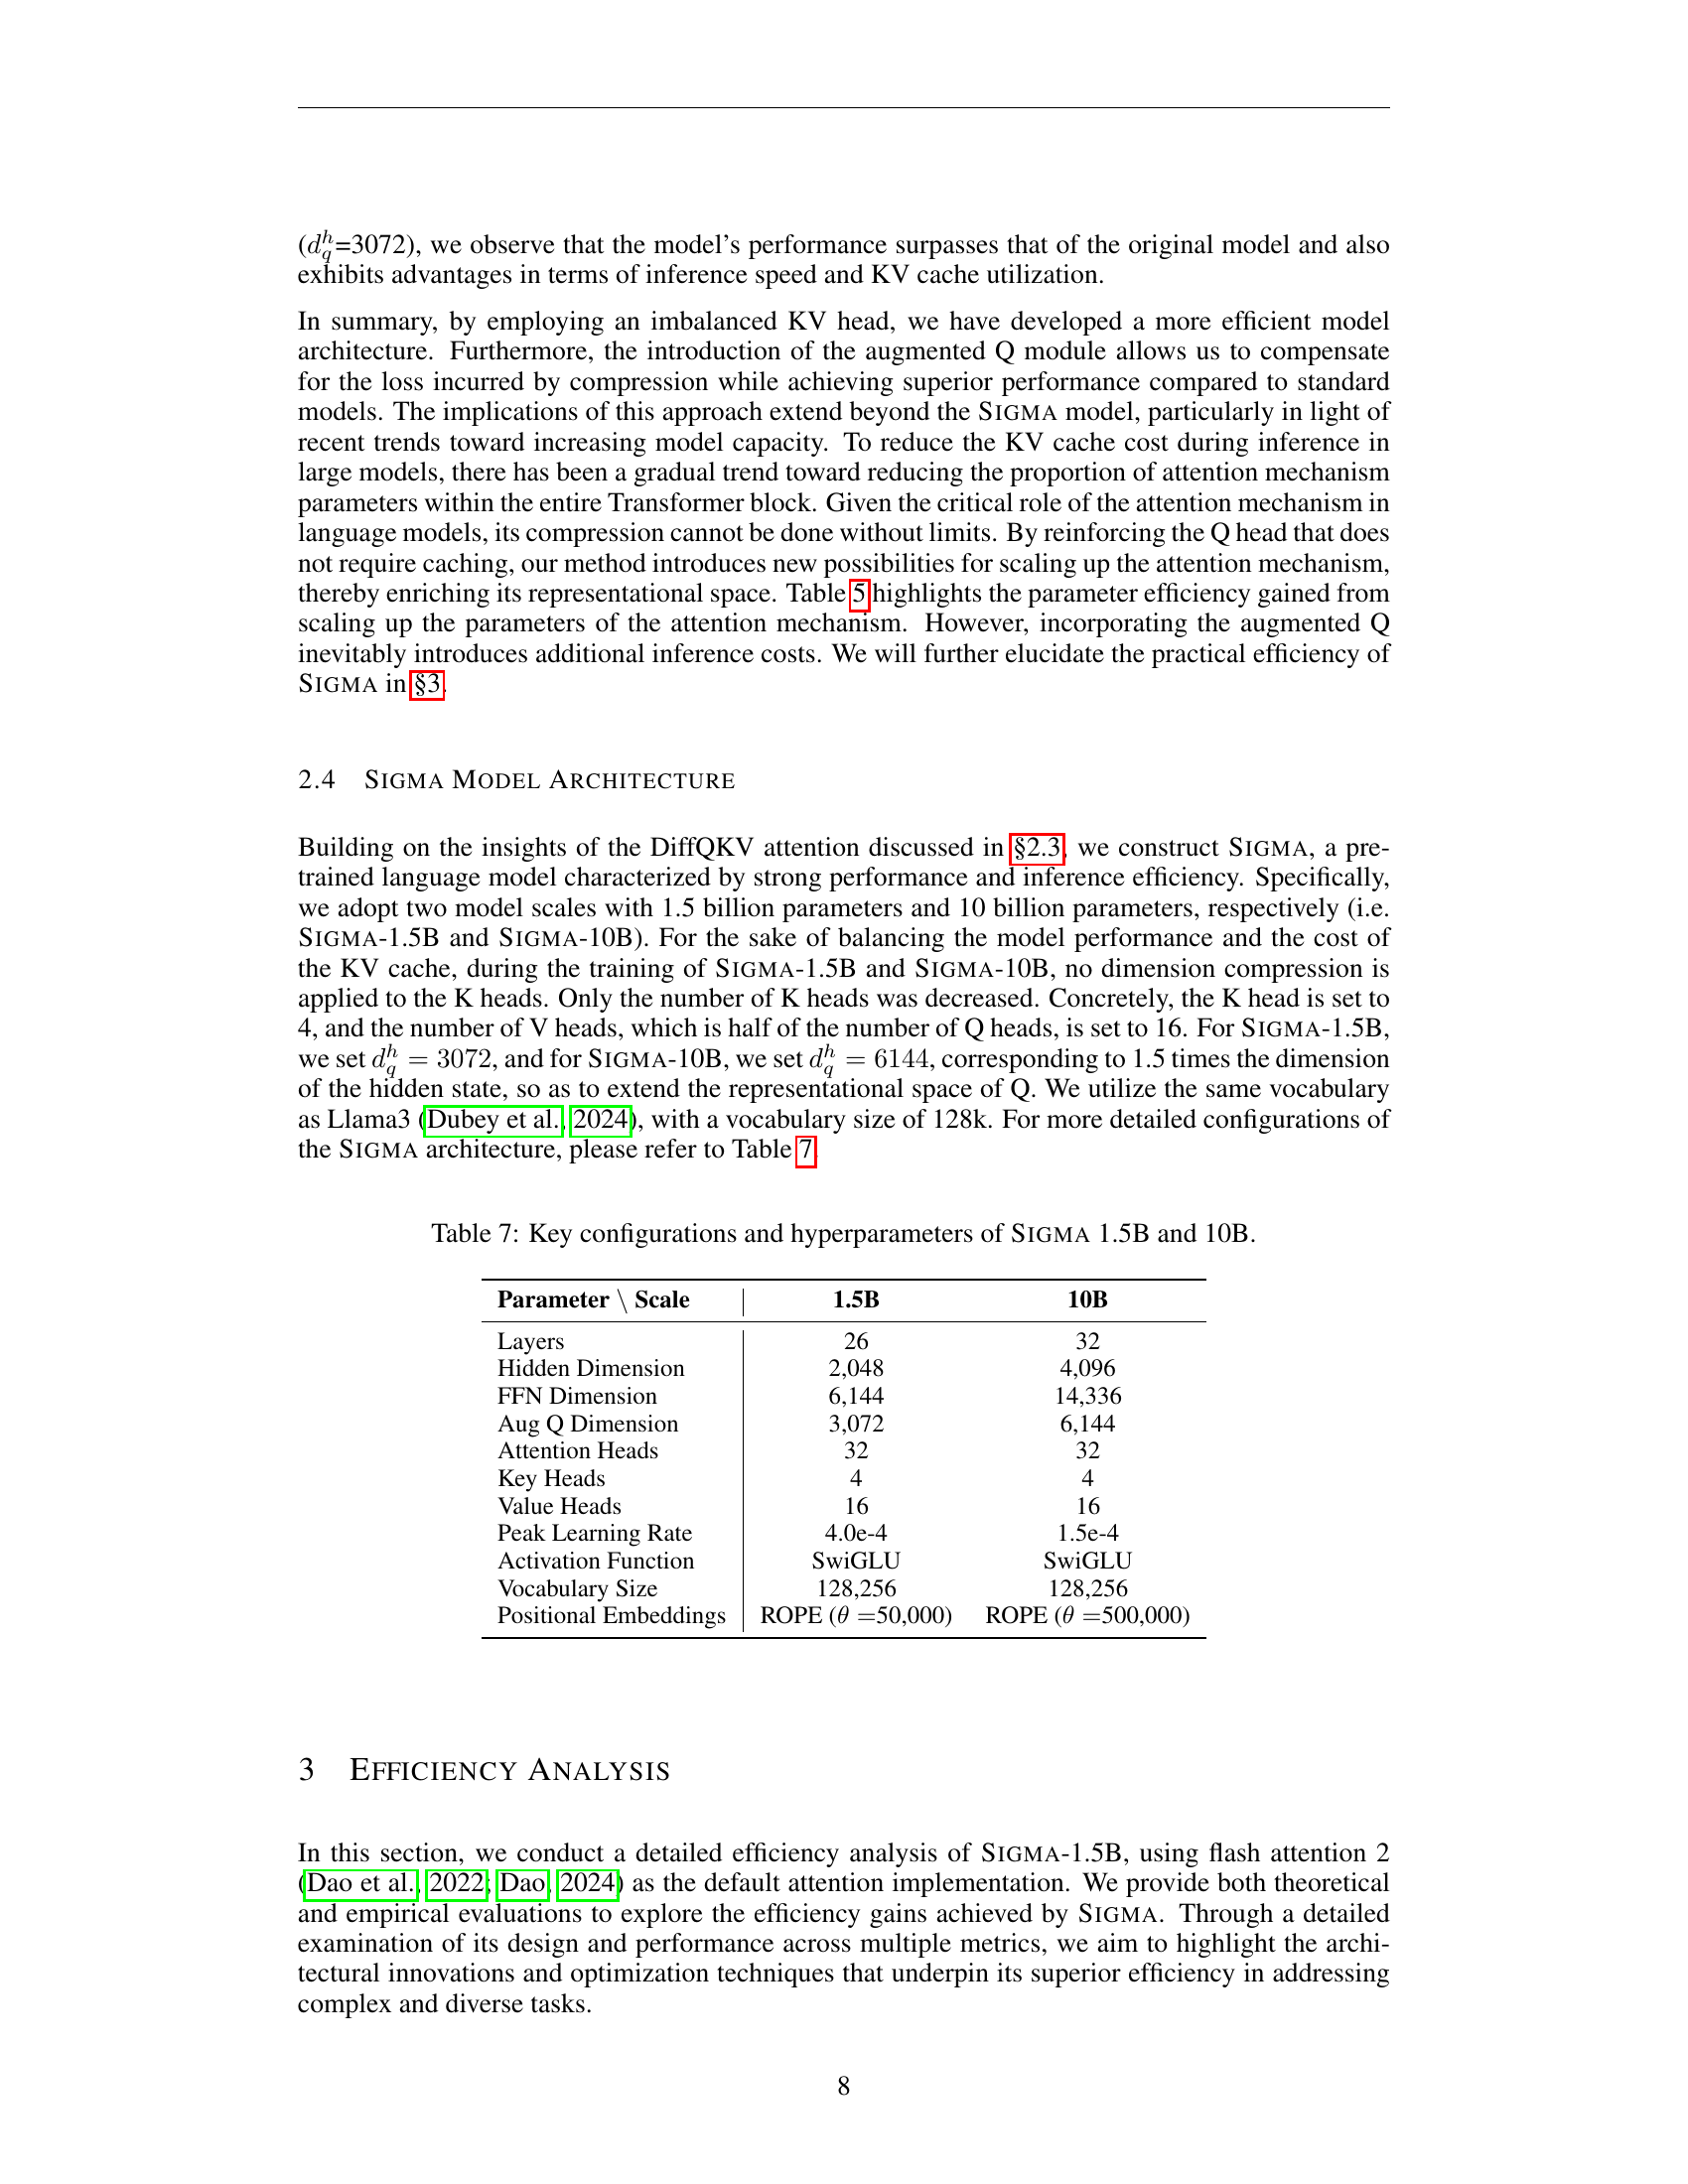 (d_q^h=3072), we observe that the model's performance surpasses that of the original model and also
exhibits advantages in terms of inference speed and KV cache utilization.
In summary, by employing an imbalanced KV head, we have developed a more efficient model
architecture. Furthermore, the introduction of the augmented Q module allows us to compensate
for the loss incurred by compression while achieving superior performance compared to standard
models. The implications of this approach extend beyond the SIGMA model, particularly in light of
recent trends toward increasing model capacity. To reduce the KV cache cost during inference in
large models, there has been a gradual trend toward reducing the proportion of attention mechanism
parameters within the entire Transformer block. Given the critical role of the attention mechanism in
language models, its compression cannot be done without limits. By reinforcing the Q head that does
not require caching, our method introduces new possibilities for scaling up the attention mechanism,
thereby enriching its representational space. Table 5 highlights the parameter efficiency gained from
scaling up the parameters of the attention mechanism. However, incorporating the augmented Q
inevitably introduces additional inference costs. We will further elucidate the practical efficiency of
SIGMA in §3.
2.4 SIGMA MODEL ARCHITECTURE
Building on the insights of the DiffQKV attention discussed in §2.3, we construct SIGMA, a pre-
trained language model characterized by strong performance and inference efficiency. Specifically,
we adopt two model scales with 1.5 billion parameters and 10 billion parameters, respectively (i.e.
SIGMA-1.5B and SIGMA-10B). For the sake of balancing the model performance and the cost of
the KV cache, during the training of SIGMA-1.5B and SIGMA-10B, no dimension compression is
applied to the K heads. Only the number of K heads was decreased. Concretely, the K head is set to
4, and the number of V heads, which is half of the number of Q heads, is set to 16. For SIGMA-1.5B,
we set d_q^h = 3072, and for SIGMA-10B, we set d_q^h = 6144, corresponding to 1.5 times the dimension
of the hidden state, so as to extend the representational space of Q. We utilize the same vocabulary
as Llama3 (Dubey et al., 2024), with a vocabulary size of 128k. For more detailed configurations of
the SIGMA architecture, please refer to Table 7.
Table 7: Key configurations and hyperparameters of SIGMA 1.5B and 10B.
Parameter \ Scale 1.5B 10B
Layers 26 32
Hidden Dimension 2,048 4,096
FFN Dimension 6,144 14,336
Aug Q Dimension 3,072 6,144
Attention Heads 32 32
Key Heads 4 4
Value Heads 16 16
Peak Learning Rate 4.0e-4 1.5e-4
Activation Function SwiGLU SwiGLU
Vocabulary Size 128,256 128,256
Positional Embeddings ROPE (θ =50,000) ROPE (θ =500,000)
3 EFFICIENCY ANALYSIS
In this section, we conduct a detailed efficiency analysis of SIGMA-1.5B, using flash attention 2
(Dao et al., 2022; Dao, 2024) as the default attention implementation. We provide both theoretical
and empirical evaluations to explore the efficiency gains achieved by SIGMA. Through a detailed
examination of its design and performance across multiple metrics, we aim to highlight the archi-
tectural innovations and optimization techniques that underpin its superior efficiency in addressing
complex and diverse tasks.
8